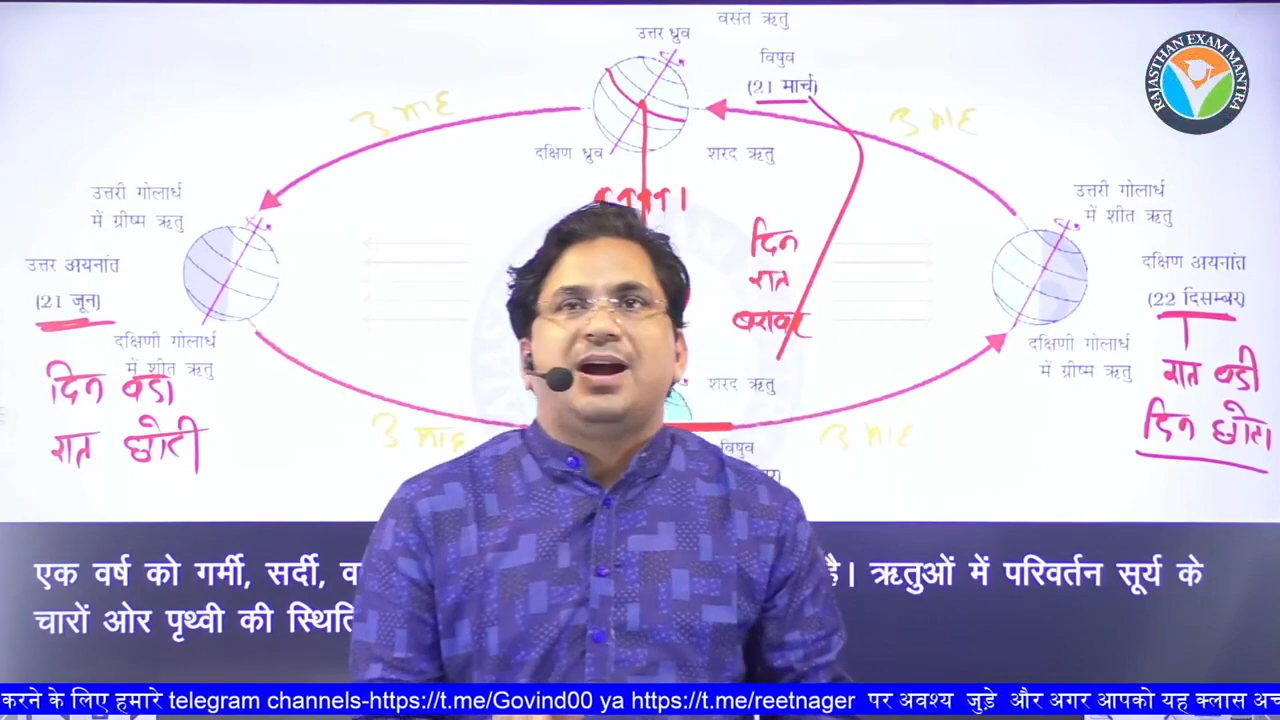 वसंत ऋतु
उत्तर ध्रुव
विषुव
(21 मार्च)
RAJASTHAN EXAM MANTRA
3 माह
3 माह
दक्षिण ध्रुव
शरद ऋतु
उत्तरी गोलार्ध
में ग्रीष्म ऋतु
उत्तरी गोलार्ध
में शीत ऋतु
उत्तर अयनांत
(21 जून)
दिन
रात
बराबर
दक्षिण अयनांत
(22 दिसम्बर)
दक्षिणी गोलार्ध
में शीत ऋतु
दक्षिणी गोलार्ध
में ग्रीष्म ऋतु
दिन बडा
रात छोटी
रात बडी
दिन छोटा
शरद ऋतु
3 माह
3 माह
विषुव
एक वर्ष को गर्मी, सर्दी, है। ऋतुओं में परिवर्तन सूर्य के
चारों ओर पृथ्वी की
करने के लिए हमारे telegram channels-https://t.me/Govind00 ya https://t.me/reetnager पर अवश्य जुड़े और अगर आपको यह क्लास